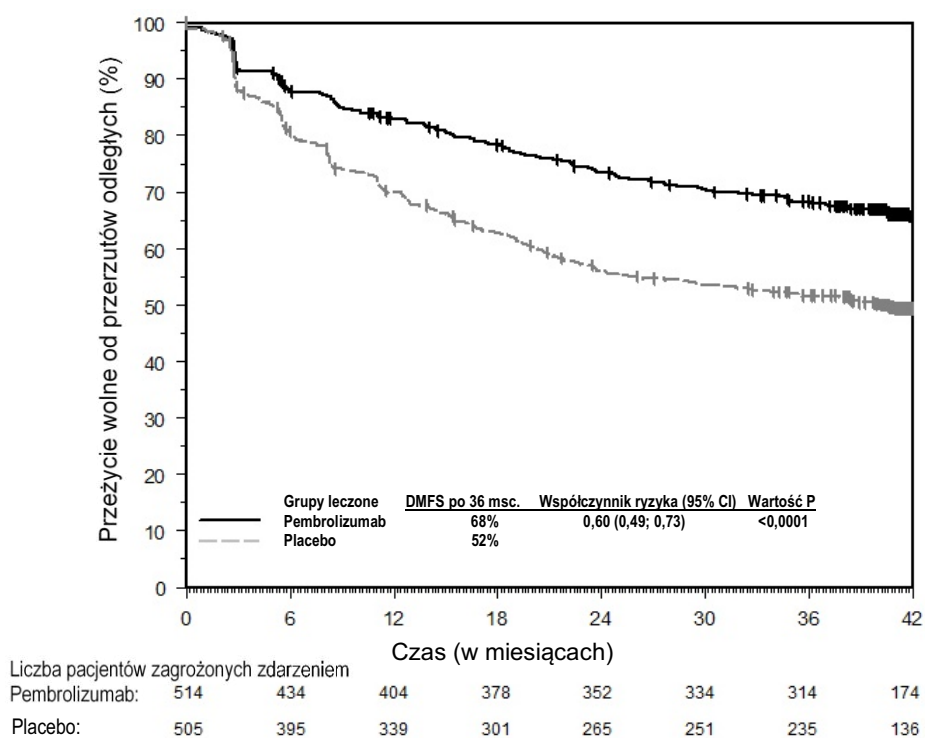 Przeżycie wolne od przerzutów odległych (%)
100
90
80
70
60
50
40
30
20
10
0
Grupy leczone DMFS po 36 msc. Współczynnik ryzyka (95% CI) Wartość P
Pembrolizumab 68% 0,60 (0,49; 0,73) <0,0001
Placebo 52%
0 6 12 18 24 30 36 42
Czas (w miesiącach)
Liczba pacjentów zagrożonych zdarzeniem
Pembrolizumab: 514 434 404 378 352 334 314 174
Placebo: 505 395 339 301 265 251 235 136